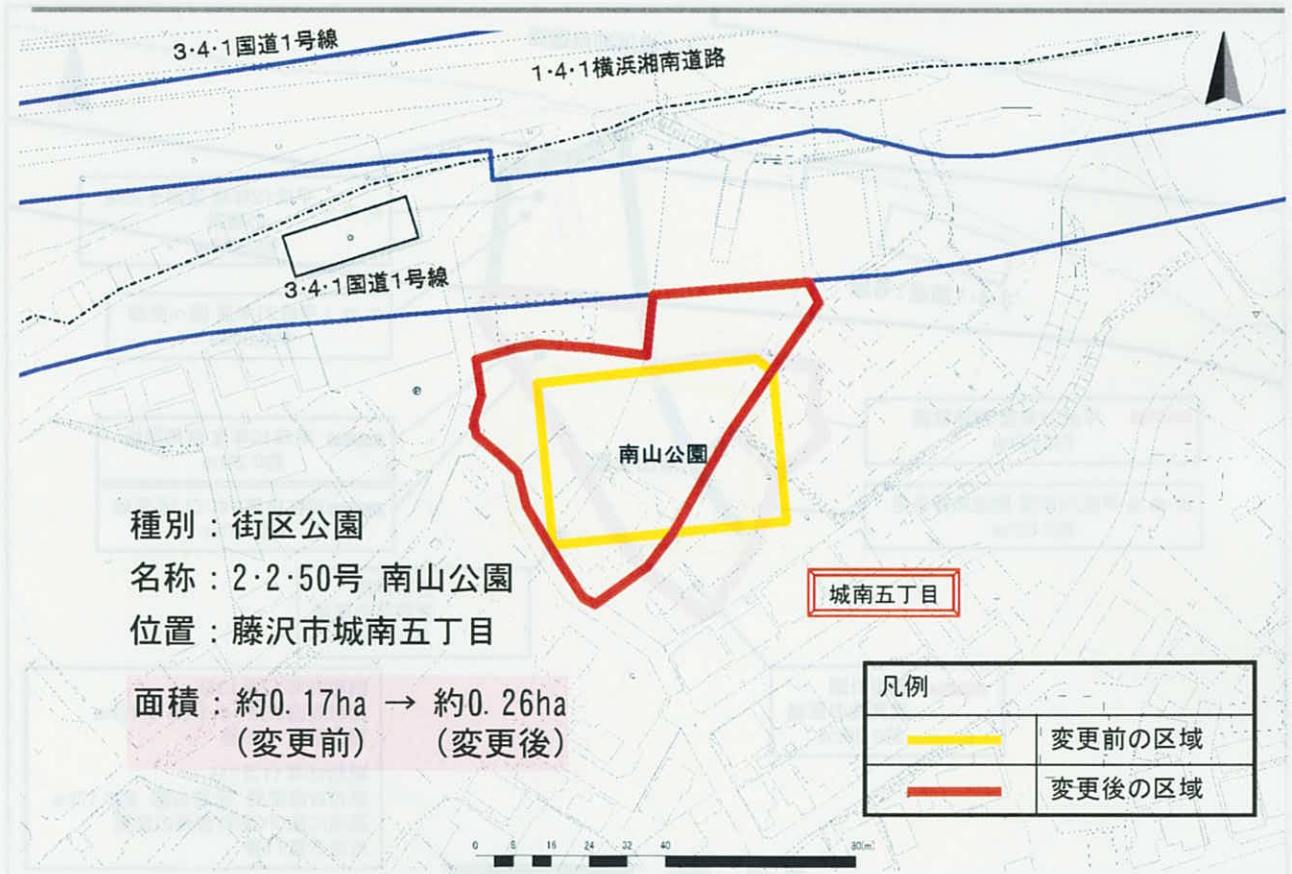 3・4・1国道1号線
1・4・1横浜湘南道路
3・4・1国道1号線
南山公園
種別：街区公園
名称：2・2・50号 南山公園
位置：藤沢市城南五丁目
城南五丁目
面積：約0.17ha → 約0.26ha
（変更前） （変更後）
凡例
変更前の区域
変更後の区域
0 8 16 24 32 40 80(m)